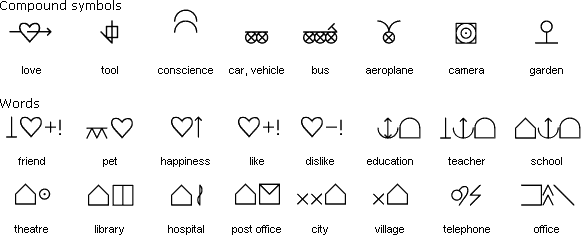 Compound symbols
love tool conscience car, vehicle bus aeroplane camera garden
Words
friend pet happiness like dislike education teacher school
theatre library hospital post office city village telephone office